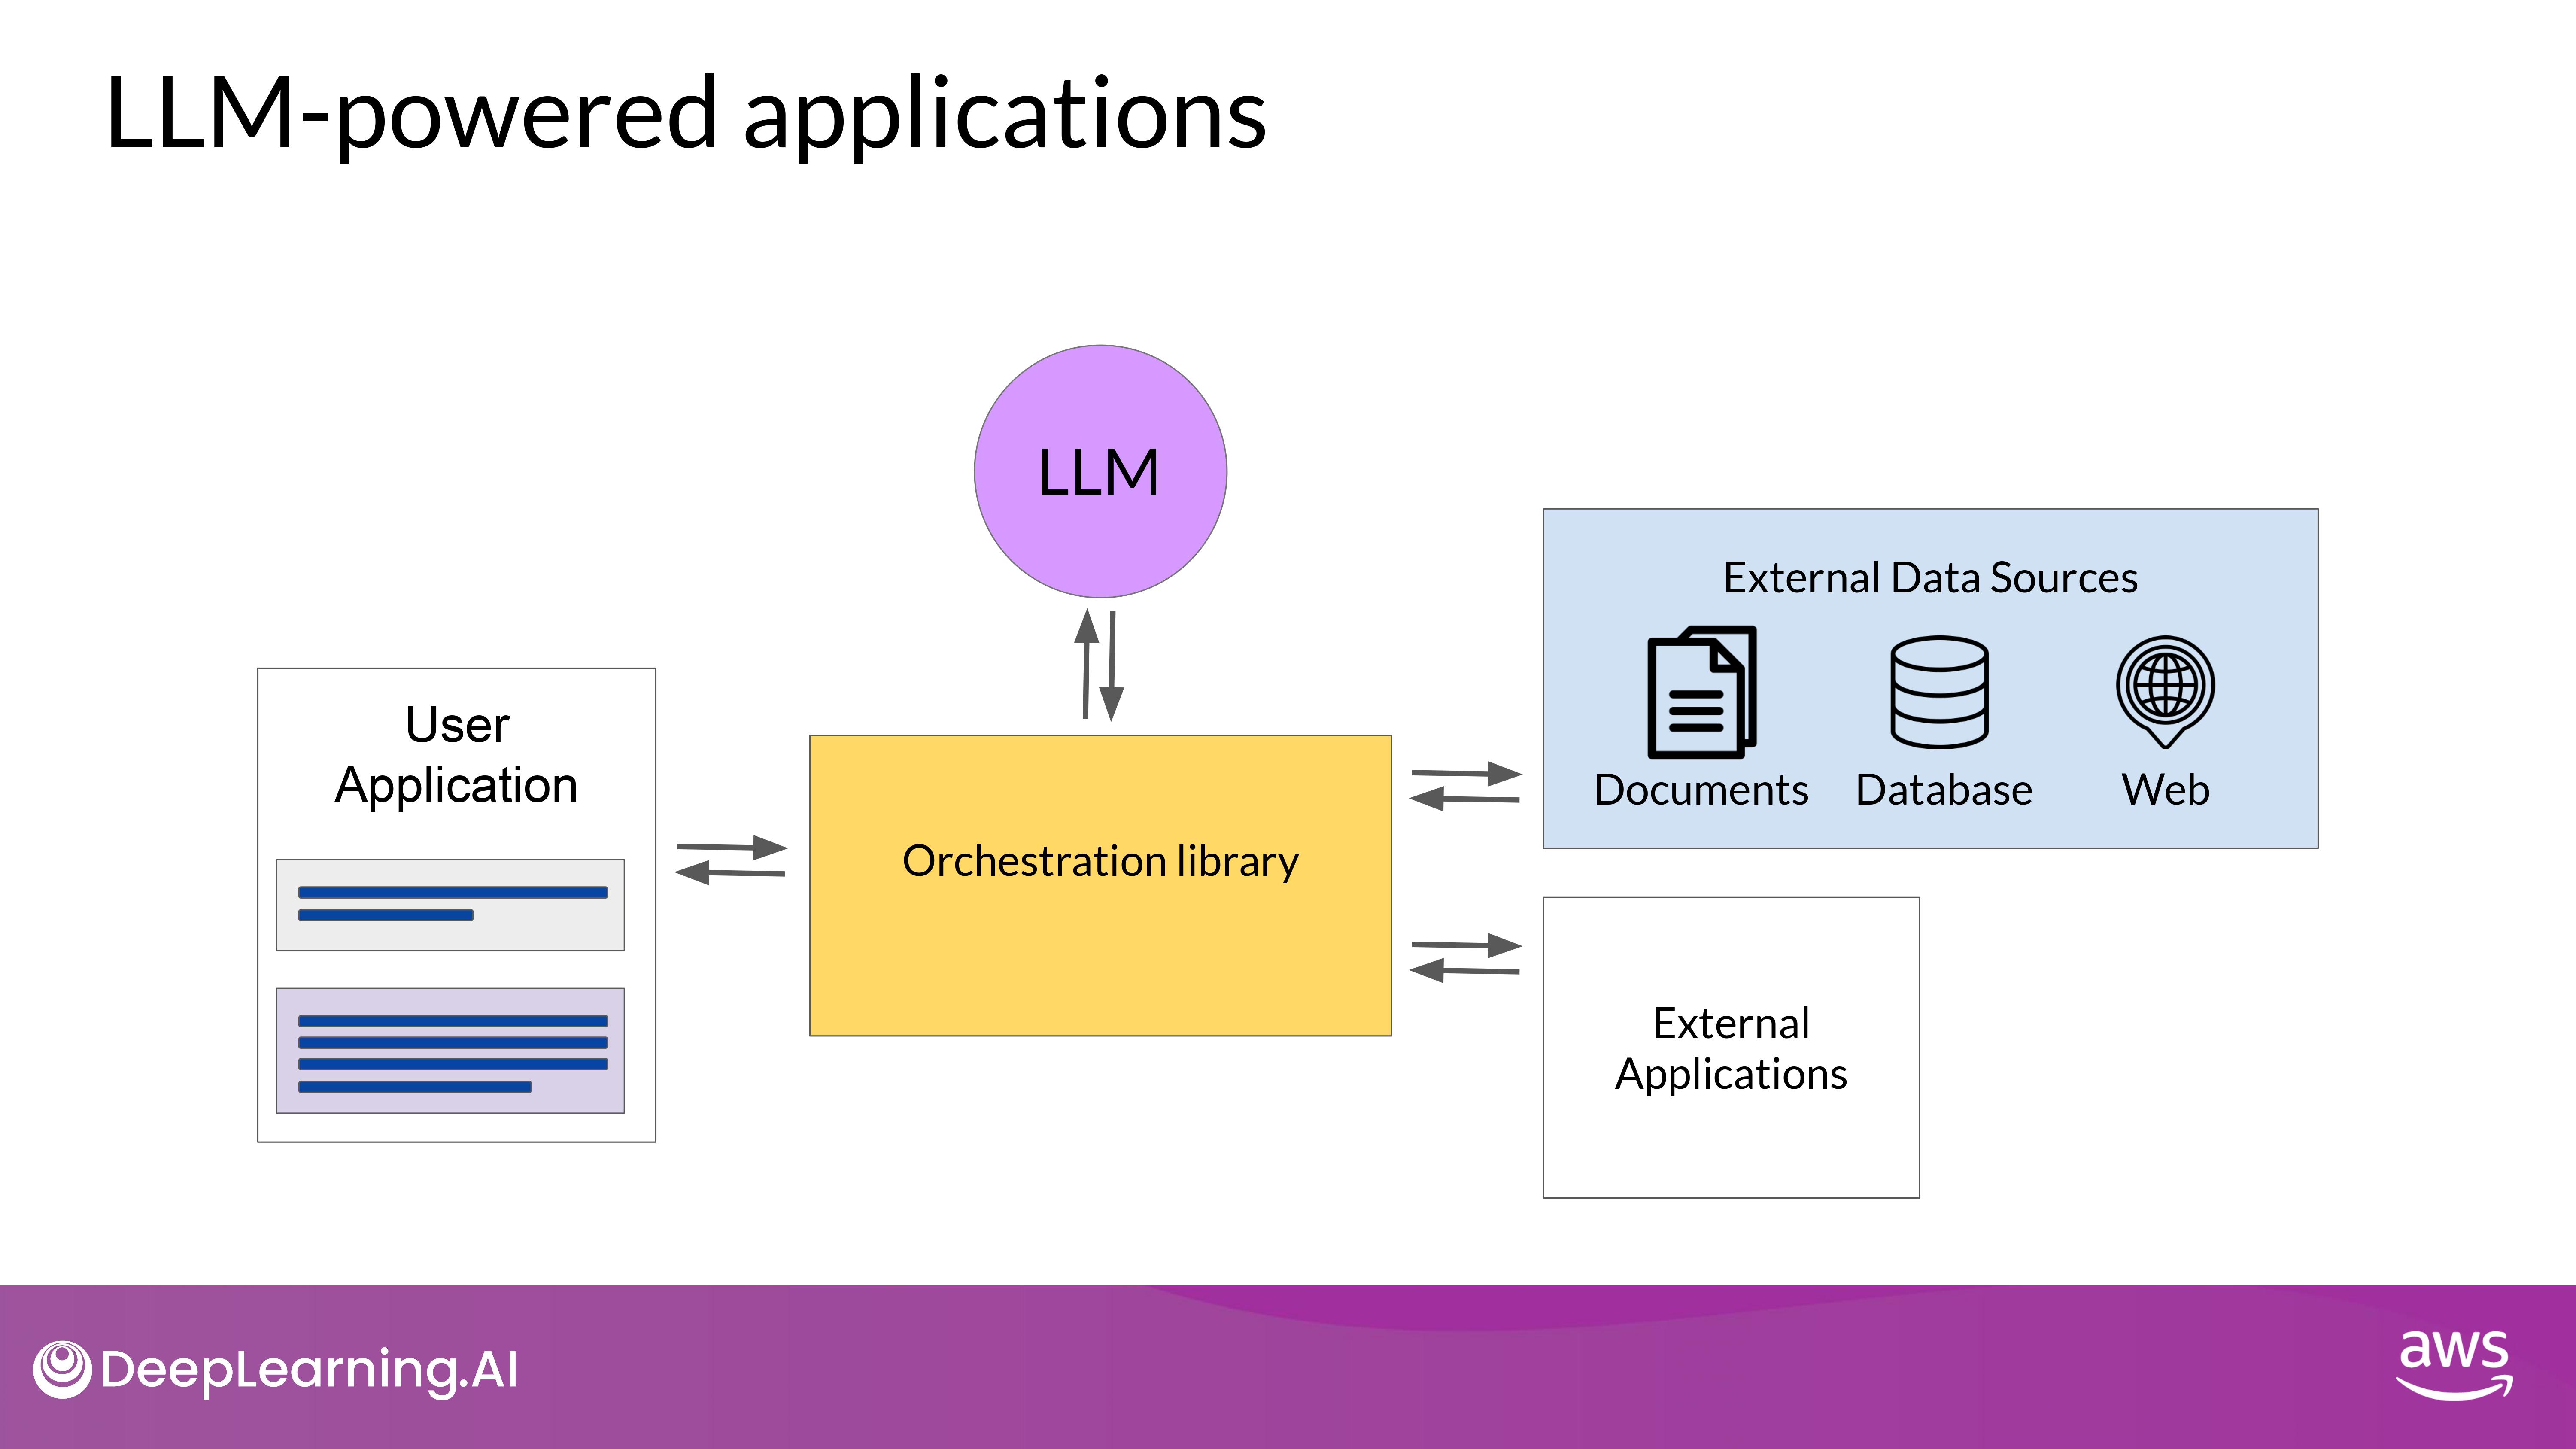 LLM-powered applications
LLM
External Data Sources
Documents
Database
Web
User
Application
Orchestration library
External
Applications
DeepLearning.AI
aws